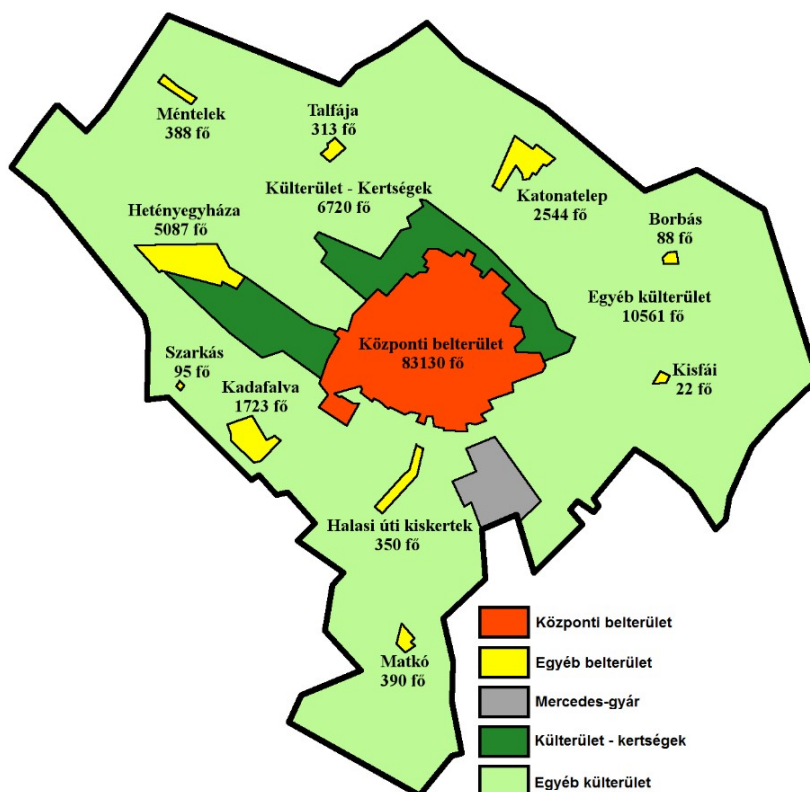 Méntelek
388 fő
Talfája
313 fő
Külterület - Kertségek
6720 fő
Katonatelep
2544 fő
Hetényegyháza
5087 fő
Borbás
88 fő
Egyéb külterület
10561 fő
Központi belterület
83130 fő
Szarkás
95 fő
Kisfái
22 fő
Kadafalva
1723 fő
Halasi úti kiskertek
350 fő
Matkó
390 fő
Központi belterület
Egyéb belterület
Mercedes-gyár
Külterület - kertségek
Egyéb külterület